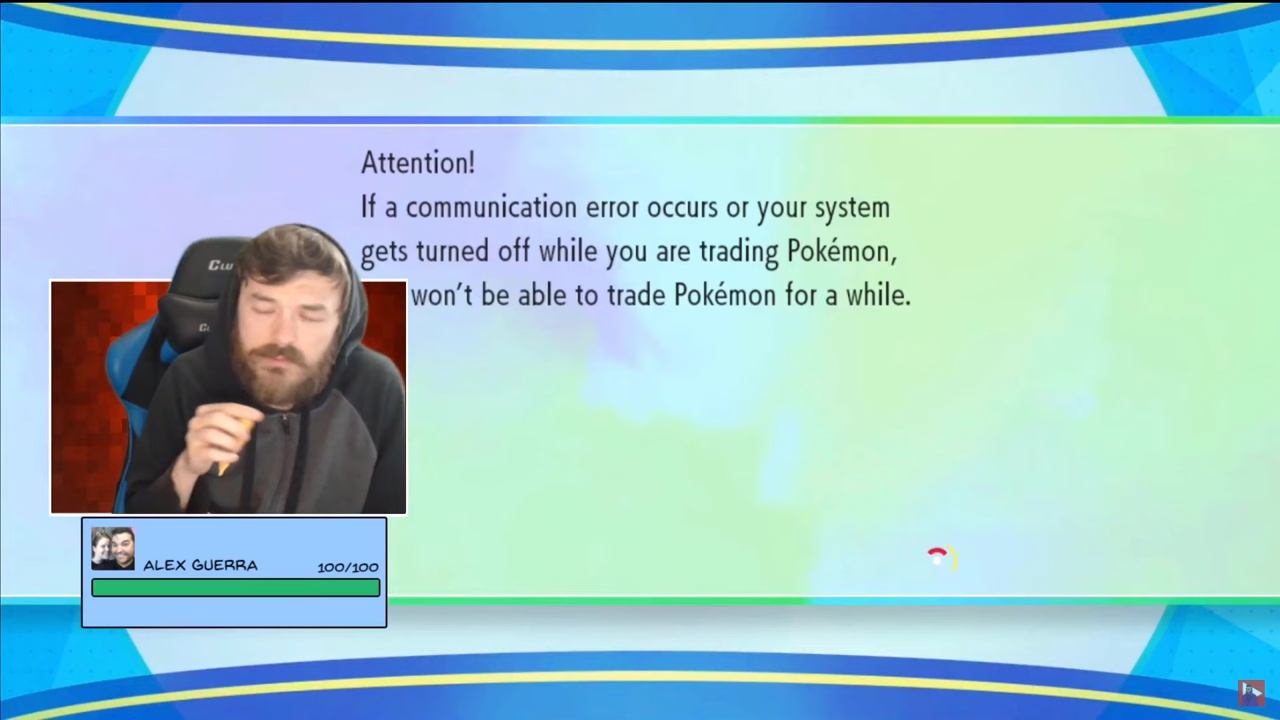 Attention!
If a communication error occurs or your system
gets turned off while you are trading Pokémon,
won't be able to trade Pokémon for a while.
CLU
ALEX GUERRA 100/100